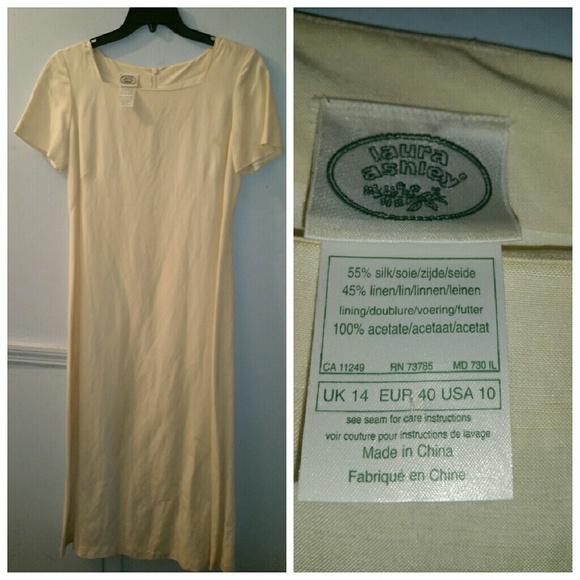 laura
ashley
55% silk/soie/zijde/seide
45% linen/lin/linnen/leinen
lining/doublure/voering/futter
100% acetate/acetaat/acetat
CA 11249 RN 73785 MD 730 IL
UK 14 EUR 40 USA 10
see seam for care instructions
voir couture pour instructions de lavage
Made in China
Fabriqué en Chine